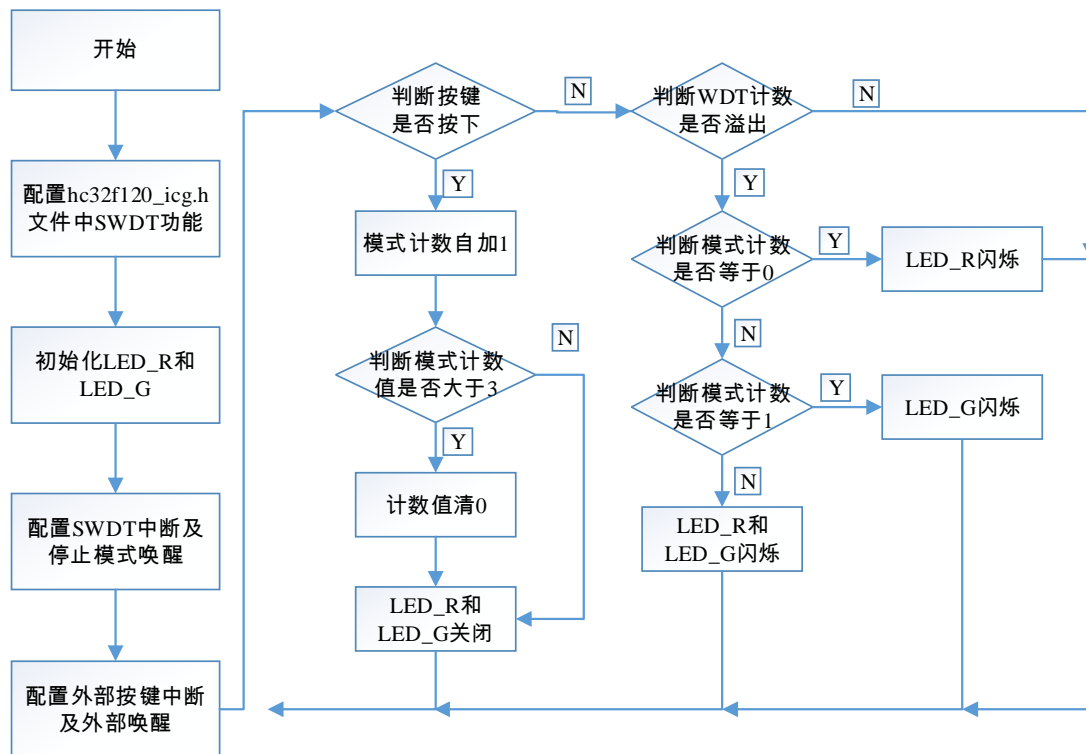 开始
配置hc32f120_icg.h
文件中SWDT功能
初始化LED_R和
LED_G
配置SWDT中断及
停止模式唤醒
配置外部按键中断
及外部唤醒
判断按键
是否按下
N
Y
模式计数自加1
判断模式计数
值是否大于3
N
Y
计数值清0
LED_R和
LED_G关闭
判断WDT计数
是否溢出
N
Y
判断模式计数
是否等于0
Y
LED_R闪烁
N
判断模式计数
是否等于1
Y
LED_G闪烁
N
LED_R和
LED_G闪烁